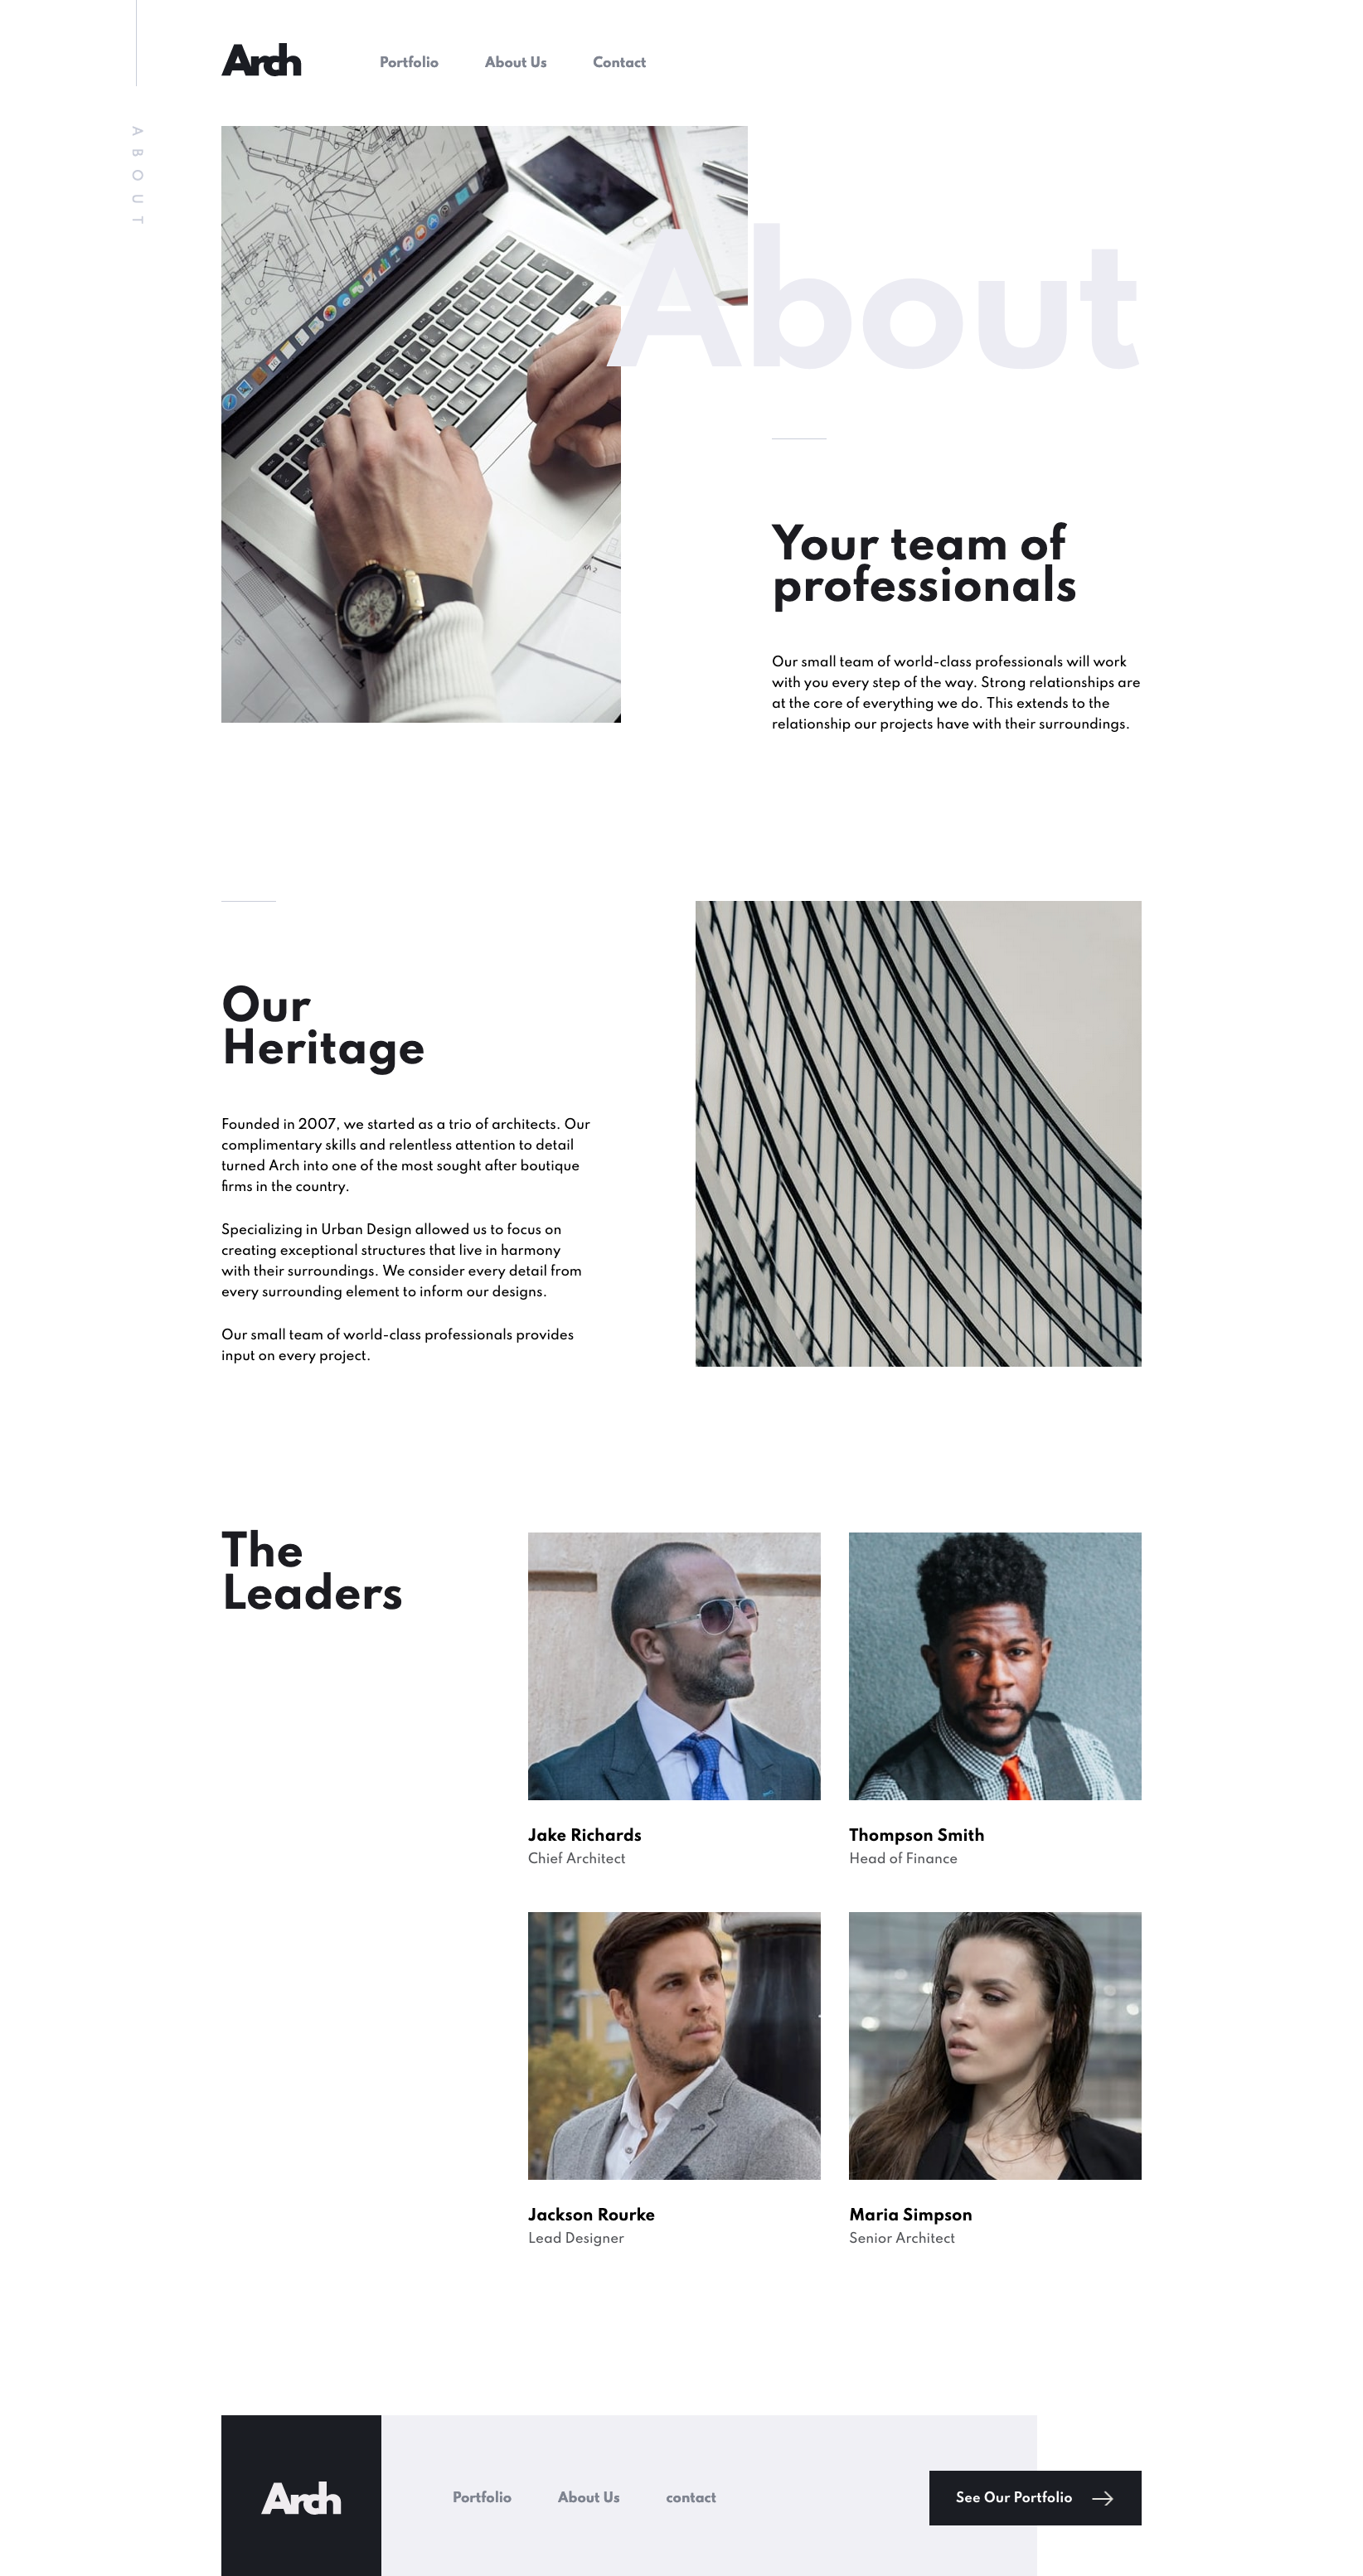 Arch
Portfolio
About Us
Contact
ABOUT
About
Your team of
professionals
Our small team of world-class professionals will work
with you every step of the way. Strong relationships are
at the core of everything we do. This extends to the
relationship our projects have with their surroundings.
Our
Heritage
Founded in 2007, we started as a trio of architects. Our
complimentary skills and relentless attention to detail
turned Arch into one of the most sought after boutique
firms in the country.
Specializing in Urban Design allowed us to focus on
creating exceptional structures that live in harmony
with their surroundings. We consider every detail from
every surrounding element to inform our designs.
Our small team of world-class professionals provides
input on every project.
The
Leaders
Jake Richards
Chief Architect
Thompson Smith
Head of Finance
Jackson Rourke
Lead Designer
Maria Simpson
Senior Architect
Arch
Portfolio
About Us
contact
See Our Portfolio